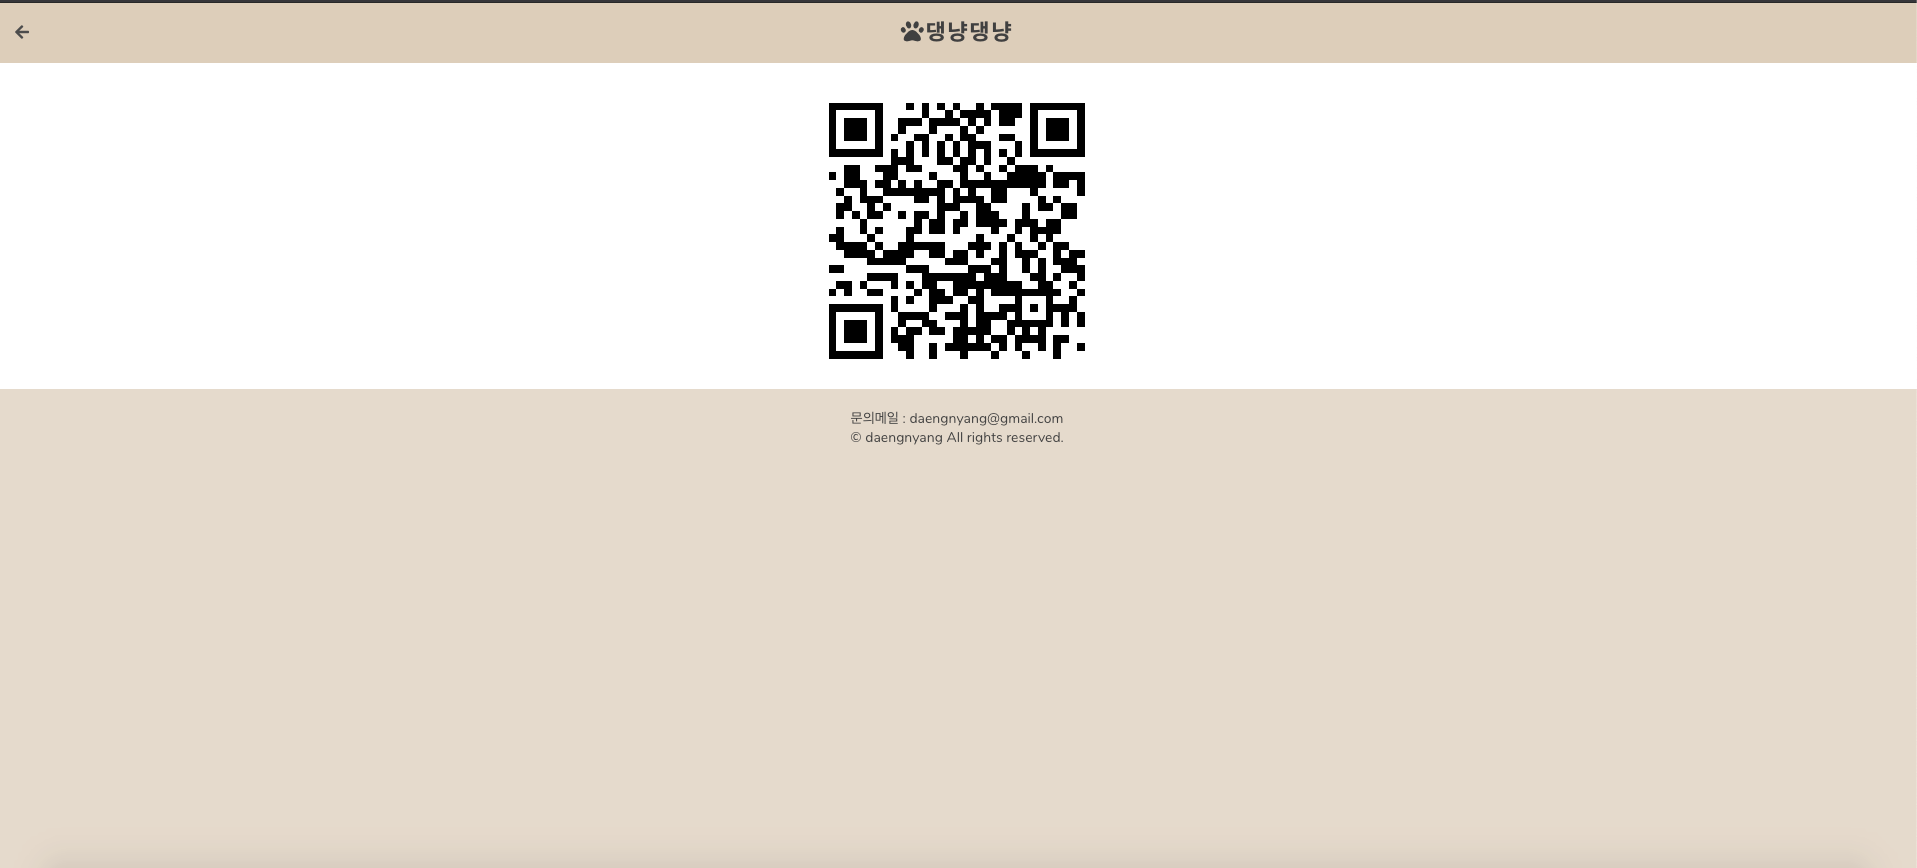 댕냥댕냥
문의메일 : daengnyang@gmail.com
© daengnyang All rights reserved.